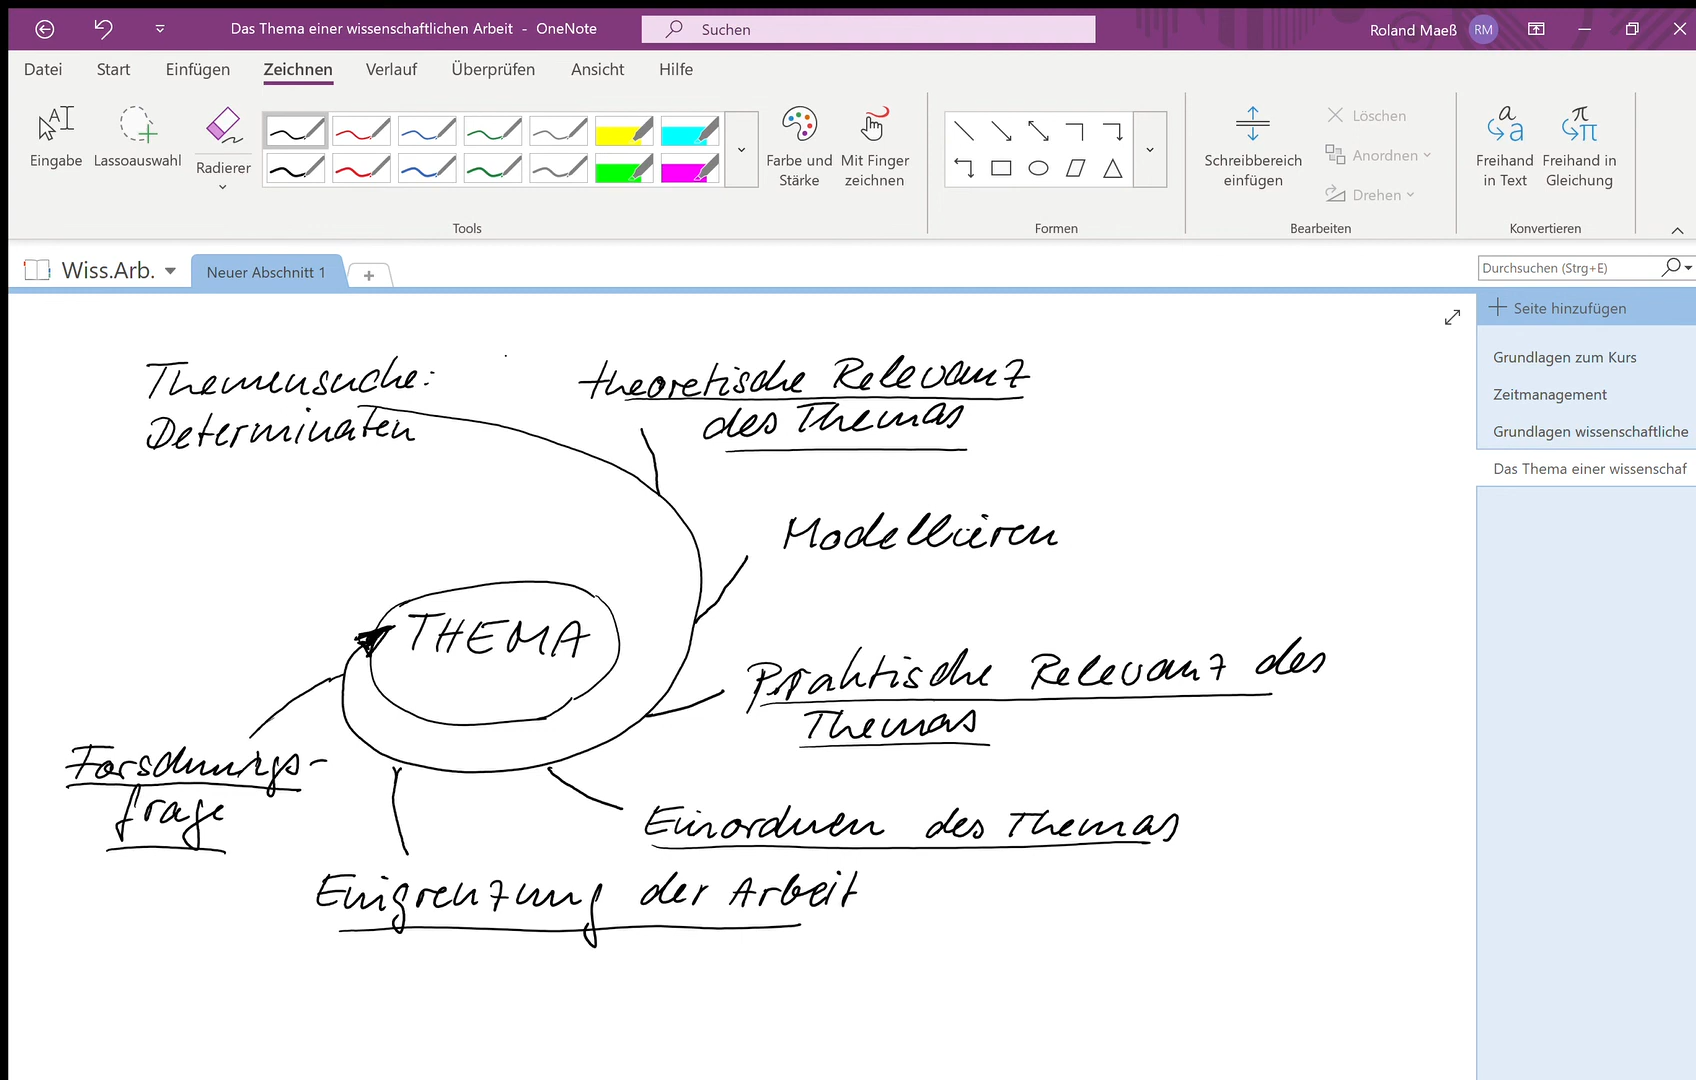 Das Thema einer wissenschaftlichen Arbeit - OneNote
Suchen
Roland Maeß
RM
Datei Start Einfügen Zeichnen Verlauf Überprüfen Ansicht Hilfe
Eingabe
Lassoauswahl
Radierer
Farbe und
Stärke
Mit Finger
zeichnen
Schreibbereich
einfügen
Löschen
Anordnen
Drehen
Freihand
in Text
Freihand in
Gleichung
Tools
Formen
Bearbeiten
Konvertieren
Wiss.Arb.
Neuer Abschnitt 1
Durchsuchen (Strg+E)
Seite hinzufügen
Grundlagen zum Kurs
Zeitmanagement
Grundlagen wissenschaftliche
Das Thema einer wissenschaf
Themensuche:
Determinaten
theoretische Relevanz
des Themas
Modellieren
THEMA
Praktische Relevanz des
Themas
Forschungs-
frage
Einordnen des Themas
Eingrenzung der Arbeit